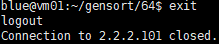 blue@vm01:~/gensort/64$ exit
logout
Connection to 2.2.2.101 closed.